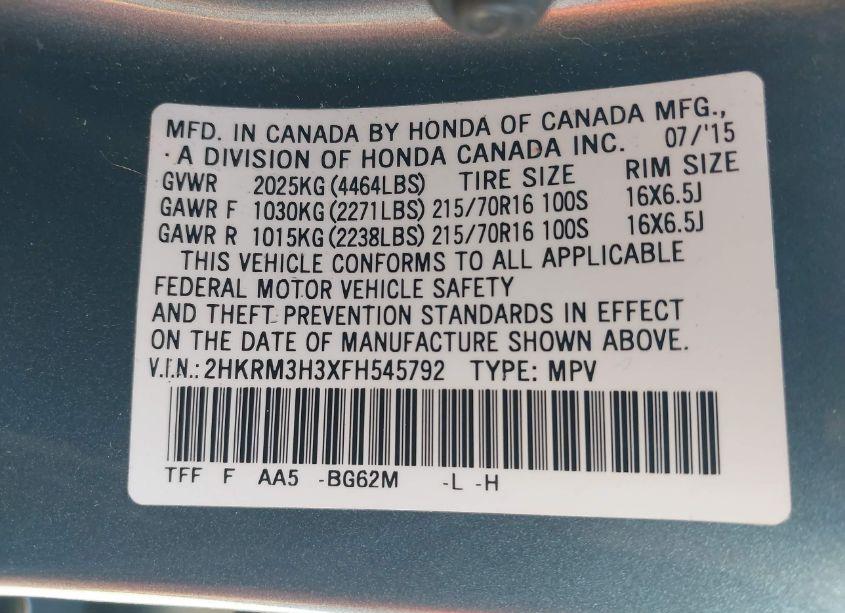 MFD. IN CANADA BY HONDA OF CANADA MFG.,
·A DIVISION OF HONDA CANADA INC. 07/'15
GVWR 2025KG (4464LBS) TIRE SIZE RIM SIZE
GAWR F 1030KG (2271LBS) 215/70R16 100S 16X6.5J
GAWR R 1015KG (2238LBS) 215/70R16 100S 16X6.5J
THIS VEHICLE CONFORMS TO ALL APPLICABLE
FEDERAL MOTOR VEHICLE SAFETY
AND THEFT PREVENTION STANDARDS IN EFFECT
ON THE DATE OF MANUFACTURE SHOWN ABOVE.
V.I.N.: 2HKRM3H3XFH545792 TYPE: MPV
TFF F AA5 -BG62M -L -H